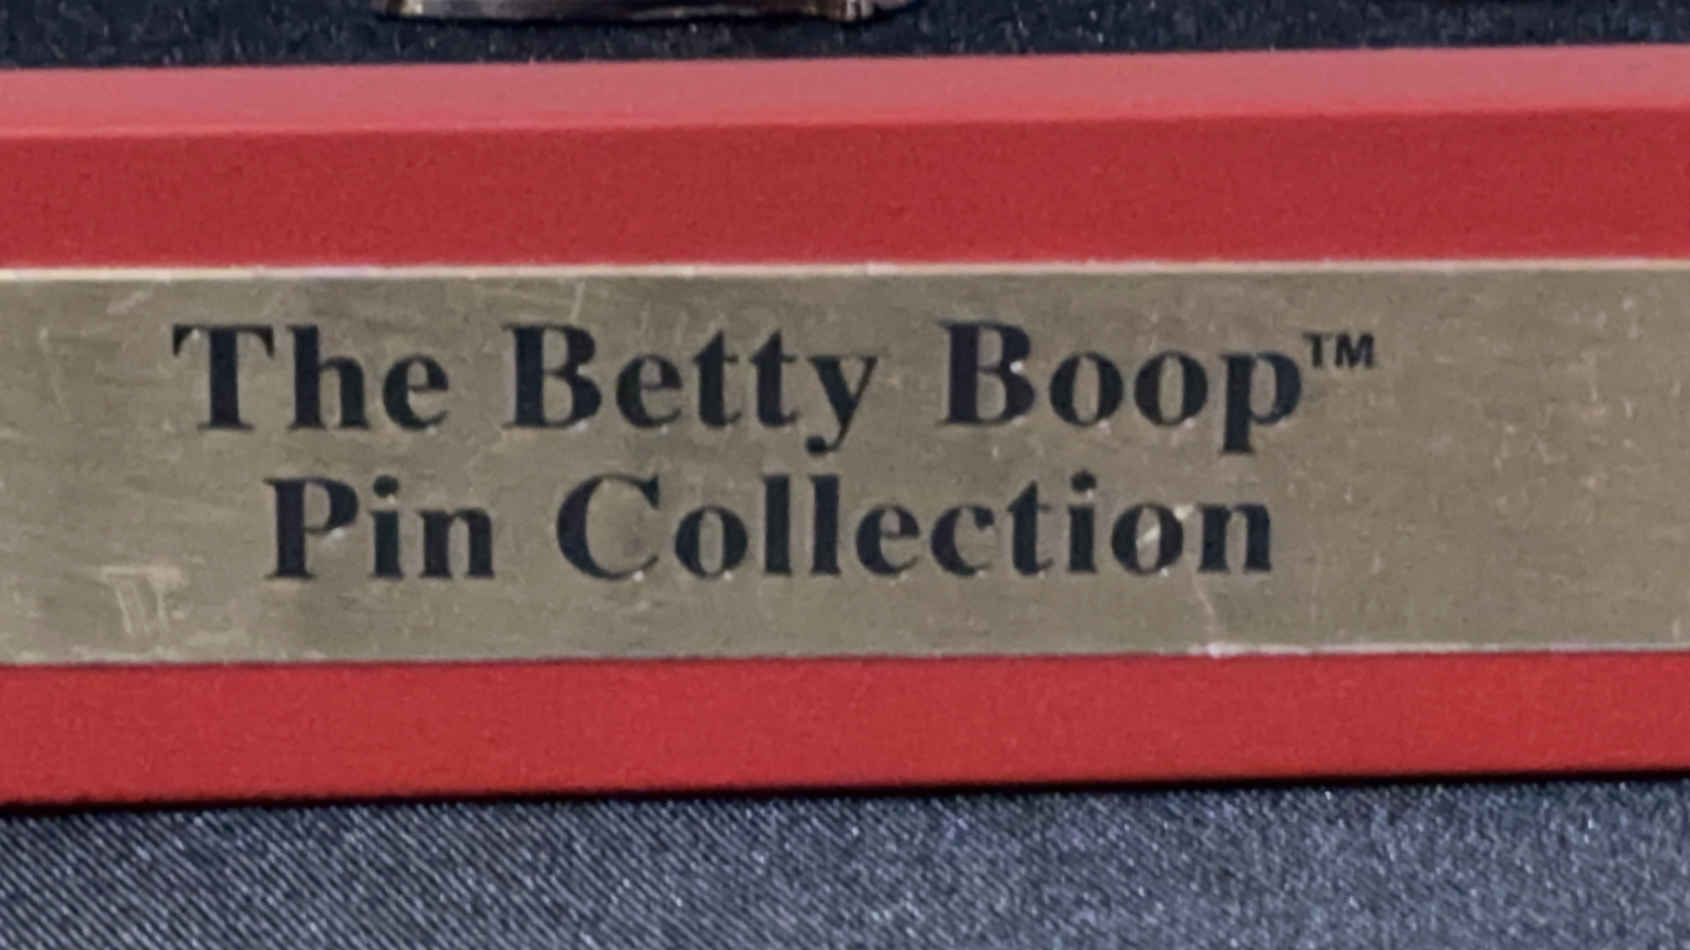 The Betty Boop™
Pin Collection